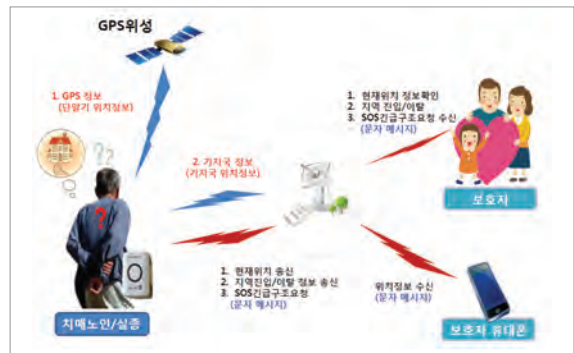 GPS위성
1. GPS 정보
(단말기 위치정보)
2. 기지국 정보
(기지국 위치정보)
1. 현재위치 정보확인
2. 지역 진입/이탈
3. SOS긴급구조요청 수신
(문자 메시지)
보호자
1. 현재위치 송신
2. 지역진입/이탈 정보 송신
3. SOS긴급구조요청
(문자 메시지)
위치정보 수신
(문자 메시지)
치매노인/실종
보호자 휴대폰